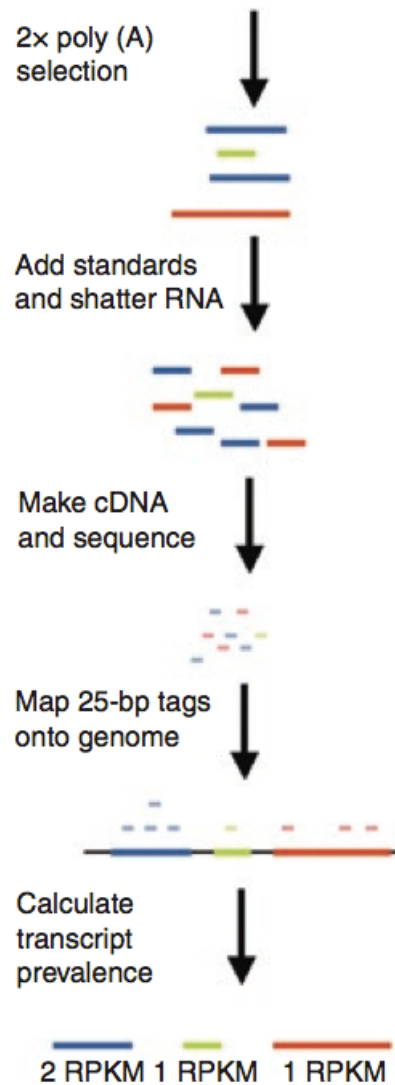 2× poly (A)
selection
Add standards
and shatter RNA
Make cDNA
and sequence
Map 25-bp tags
onto genome
Calculate
transcript
prevalence
2 RPKM 1 RPKM 1 RPKM